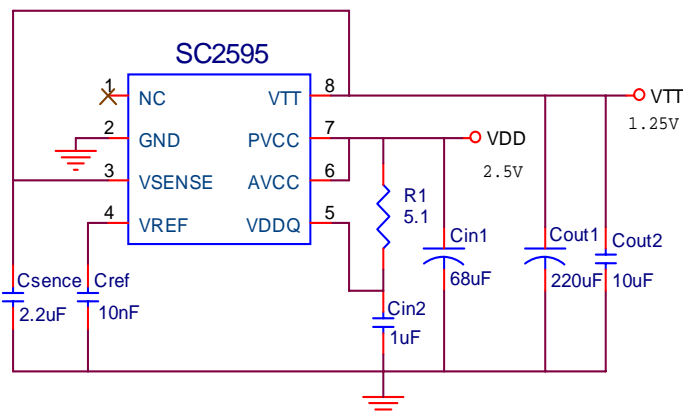 SC2595
1 NC VTT 8
2 GND PVCC 7
3 VSENSE AVCC 6
4 VREF VDDQ 5
VTT
1.25V
VDD
2.5V
R1
5.1
Cin1
68uF
Cout1
220uF
Cout2
10uF
Csence
2.2uF
Cref
10nF
Cin2
1uF